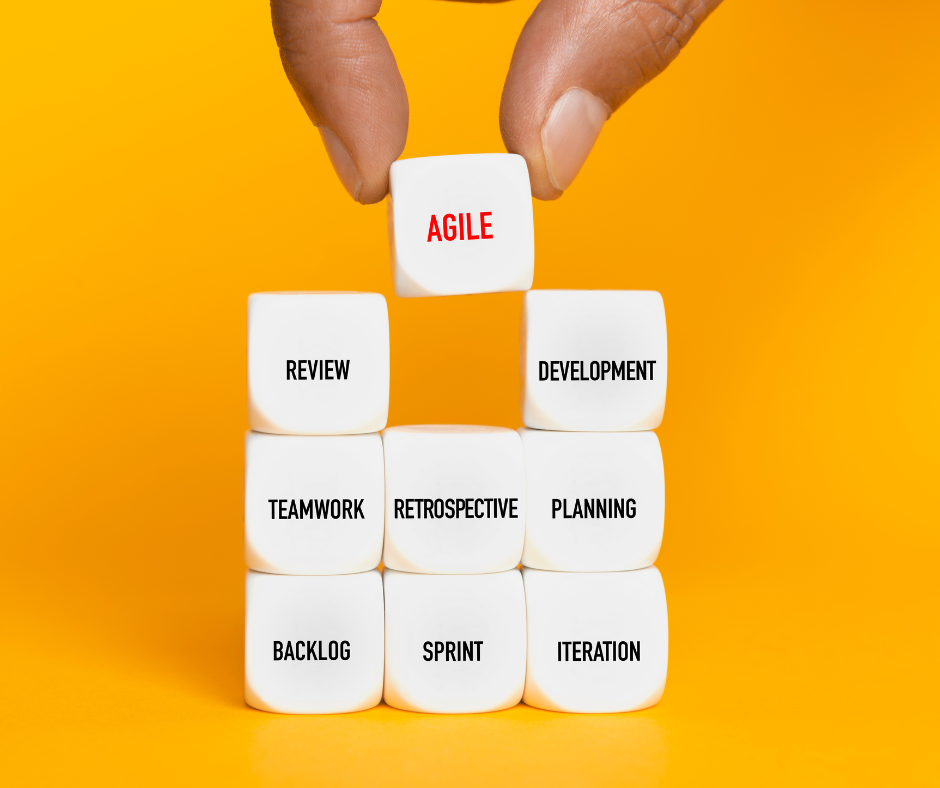 AGILE
REVIEW
DEVELOPMENT
TEAMWORK
RETROSPECTIVE
PLANNING
BACKLOG
SPRINT
ITERATION